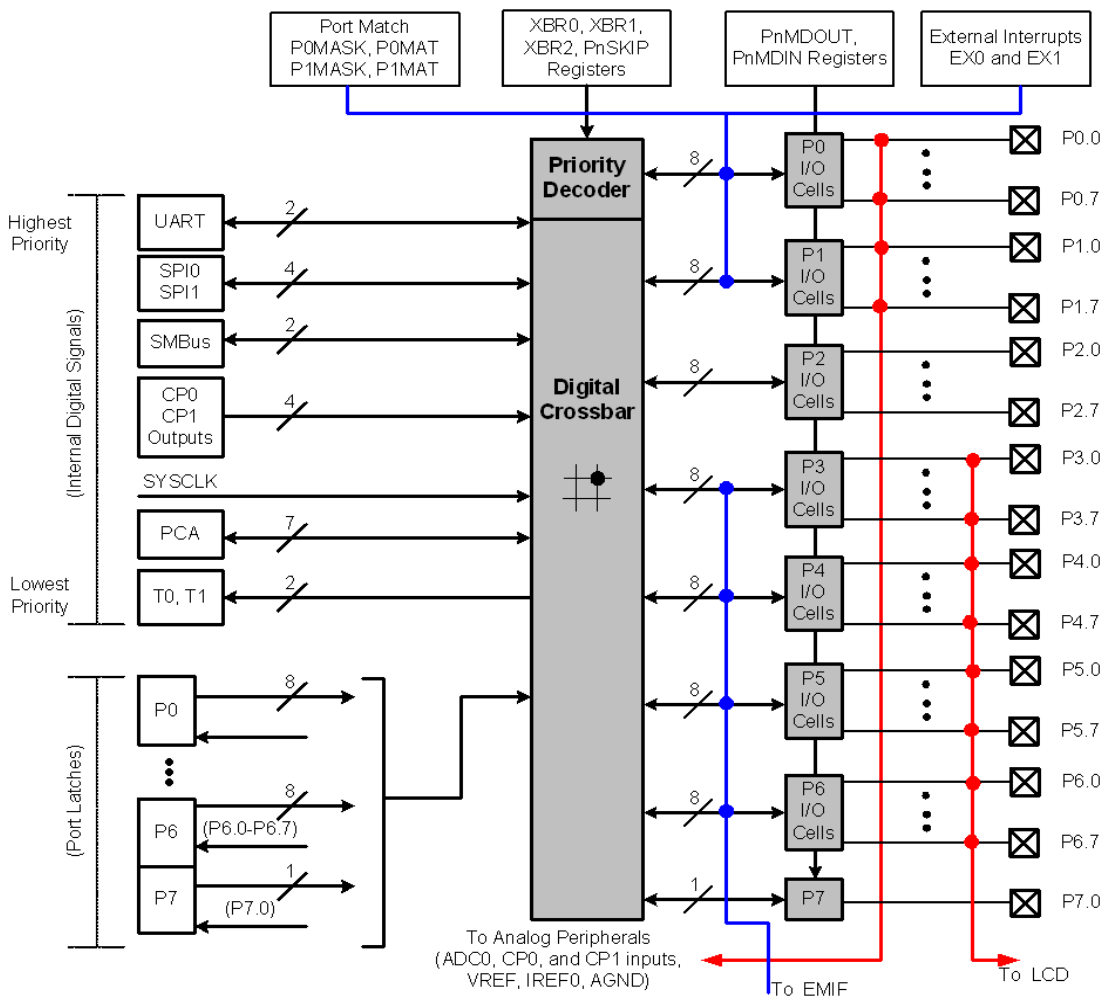 Port Match
P0MASK, P0MAT
P1MASK, P1MAT
XBR0, XBR1,
XBR2, PnSKIP
Registers
PnMDOUT,
PnMDIN Registers
External Interrupts
EX0 and EX1
Highest
Priority
(Internal Digital Signals)
Lowest
Priority
UART
2
SPI0
SPI1
4
SMBus
2
CP0
CP1
Outputs
4
SYSCLK
PCA
7
T0, T1
2
(Port Latches)
P0
8
P6
8
(P6.0-P6.7)
P7
1
(P7.0)
Priority
Decoder
Digital
Crossbar
8
P0
I/O
Cells
P0.0
P0.7
8
P1
I/O
Cells
P1.0
P1.7
8
P2
I/O
Cells
P2.0
P2.7
8
P3
I/O
Cells
P3.0
P3.7
8
P4
I/O
Cells
P4.0
P4.7
8
P5
I/O
Cells
P5.0
P5.7
8
P6
I/O
Cells
P6.0
P6.7
1
P7
P7.0
To Analog Peripherals
(ADC0, CP0, and CP1 inputs,
VREF, IREF0, AGND)
To EMIF
To LCD